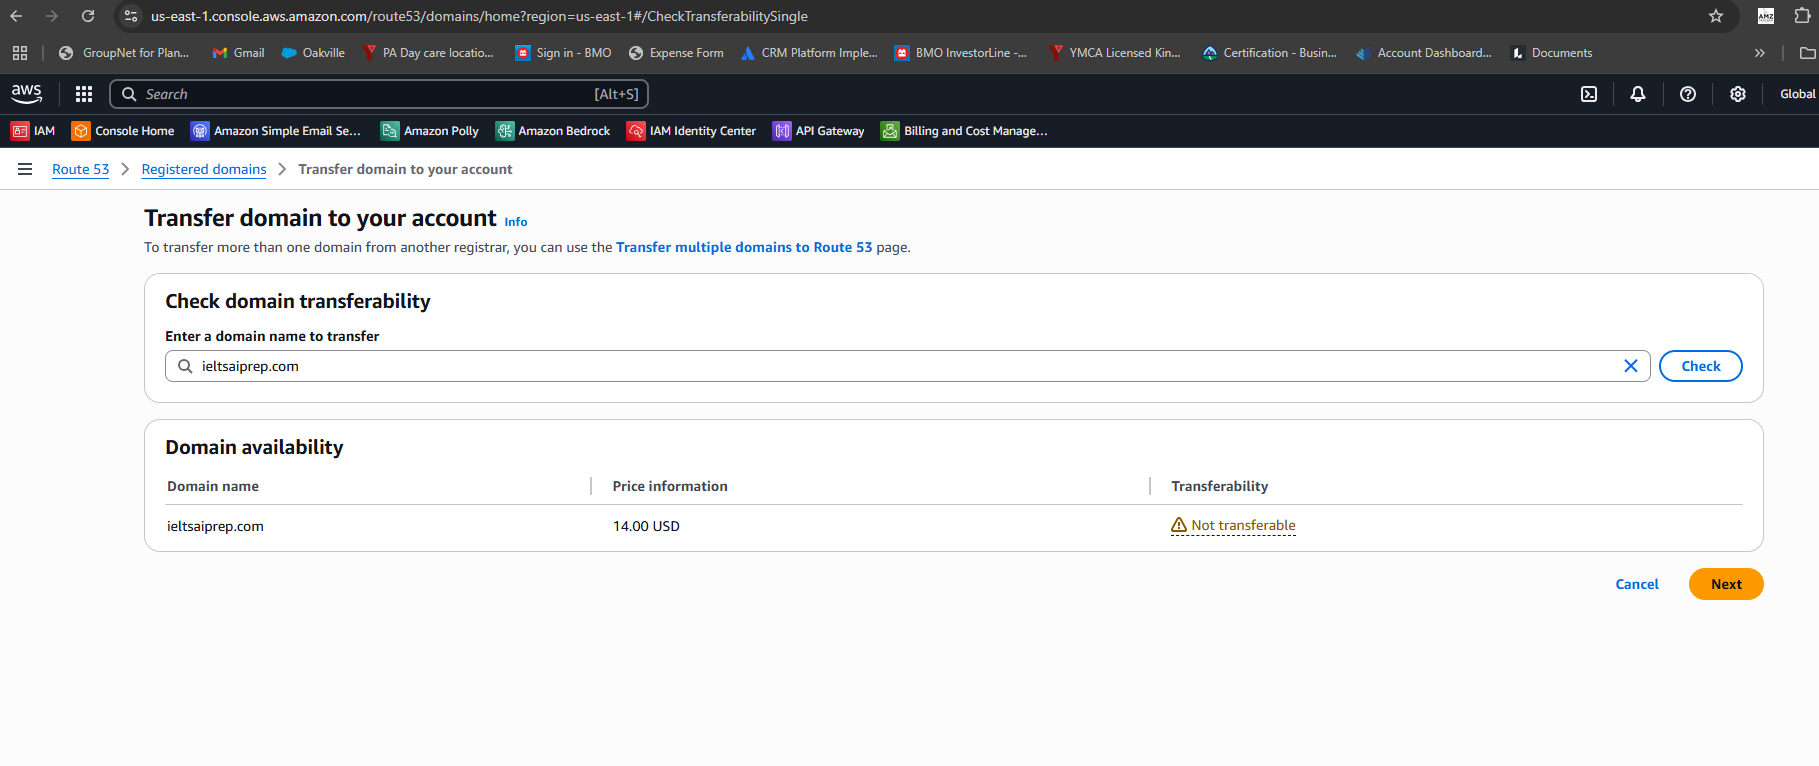 us-east-1.console.aws.amazon.com/route53/domains/home?region=us-east-1#/CheckTransferabilitySingle
AMZ
GroupNet for Plan...
Gmail
Oakville
PA Day care locatio...
Sign in - BMO
Expense Form
CRM Platform Imple...
BMO InvestorLine -...
YMCA Licensed Kin...
Certification - Busin...
Account Dashboard...
Documents
aws
Search
[Alt+S]
Global
IAM
Console Home
Amazon Simple Email Se...
Amazon Polly
Amazon Bedrock
IAM Identity Center
API Gateway
Billing and Cost Manage...
Route 53
Registered domains
Transfer domain to your account
Transfer domain to your account Info
To transfer more than one domain from another registrar, you can use the Transfer multiple domains to Route 53 page.
Check domain transferability
Enter a domain name to transfer
ieltsaiprep.com
Check
Domain availability
Domain name
Price information
Transferability
ieltsaiprep.com
14.00 USD
Not transferable
Cancel
Next